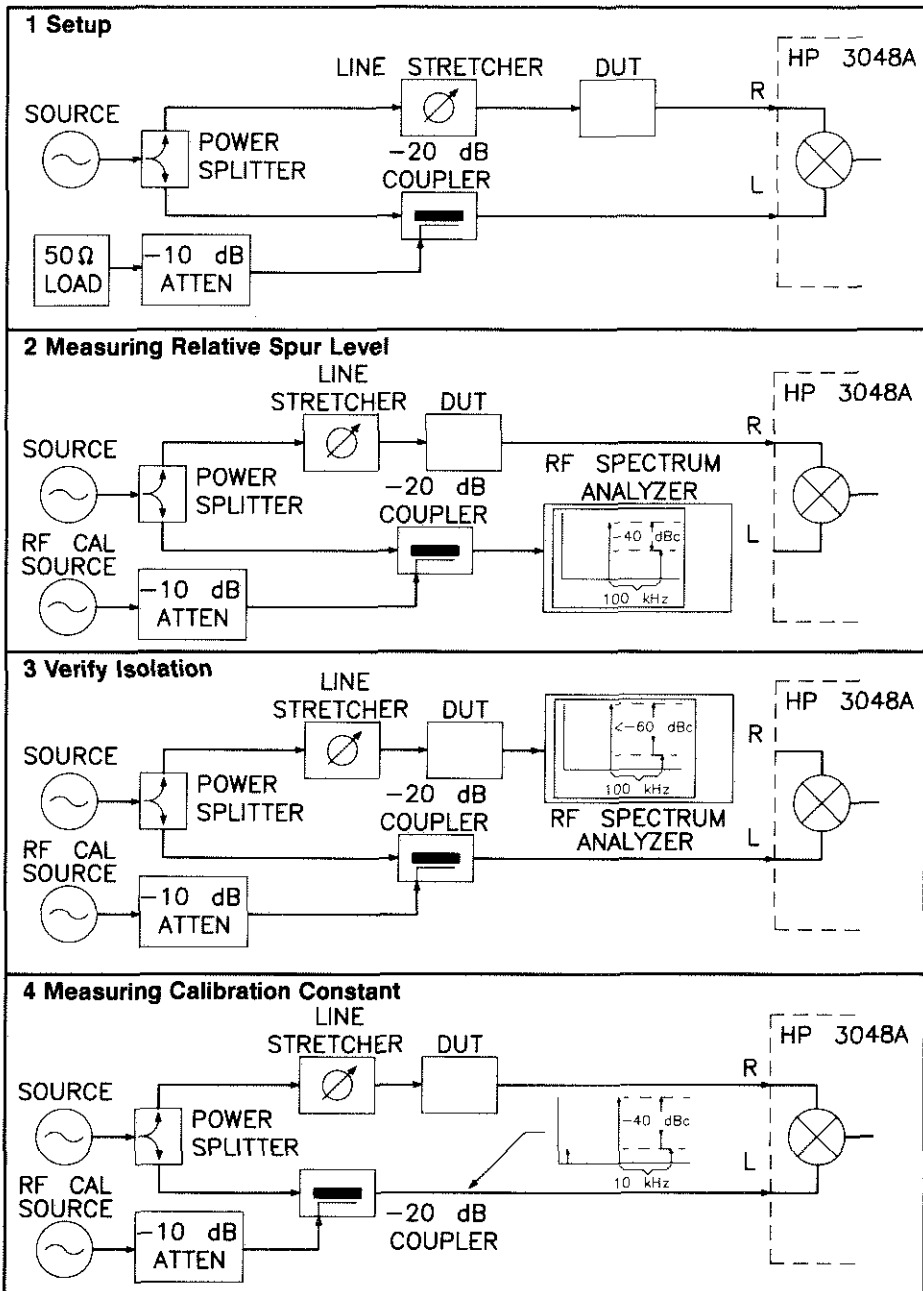 1 Setup
HP 3048A
LINE STRETCHER
DUT
R
SOURCE
POWER
SPLITTER
-20 dB
COUPLER
L
50Ω
LOAD
-10 dB
ATTEN
2 Measuring Relative Spur Level
LINE
STRETCHER
DUT
HP 3048A
R
SOURCE
POWER
SPLITTER
-20 dB
COUPLER
RF SPECTRUM
ANALYZER
-40 dBc
100 kHz
L
RF CAL
SOURCE
-10 dB
ATTEN
3 Verify Isolation
LINE
STRETCHER
DUT
HP 3048A
<-60 dBc
100 kHz
RF SPECTRUM
ANALYZER
R
SOURCE
POWER
SPLITTER
-20 dB
COUPLER
L
RF CAL
SOURCE
-10 dB
ATTEN
4 Measuring Calibration Constant
LINE
STRETCHER
DUT
HP 3048A
R
SOURCE
POWER
SPLITTER
-40 dBc
10 kHz
L
RF CAL
SOURCE
-20 dB
COUPLER
-10 dB
ATTEN